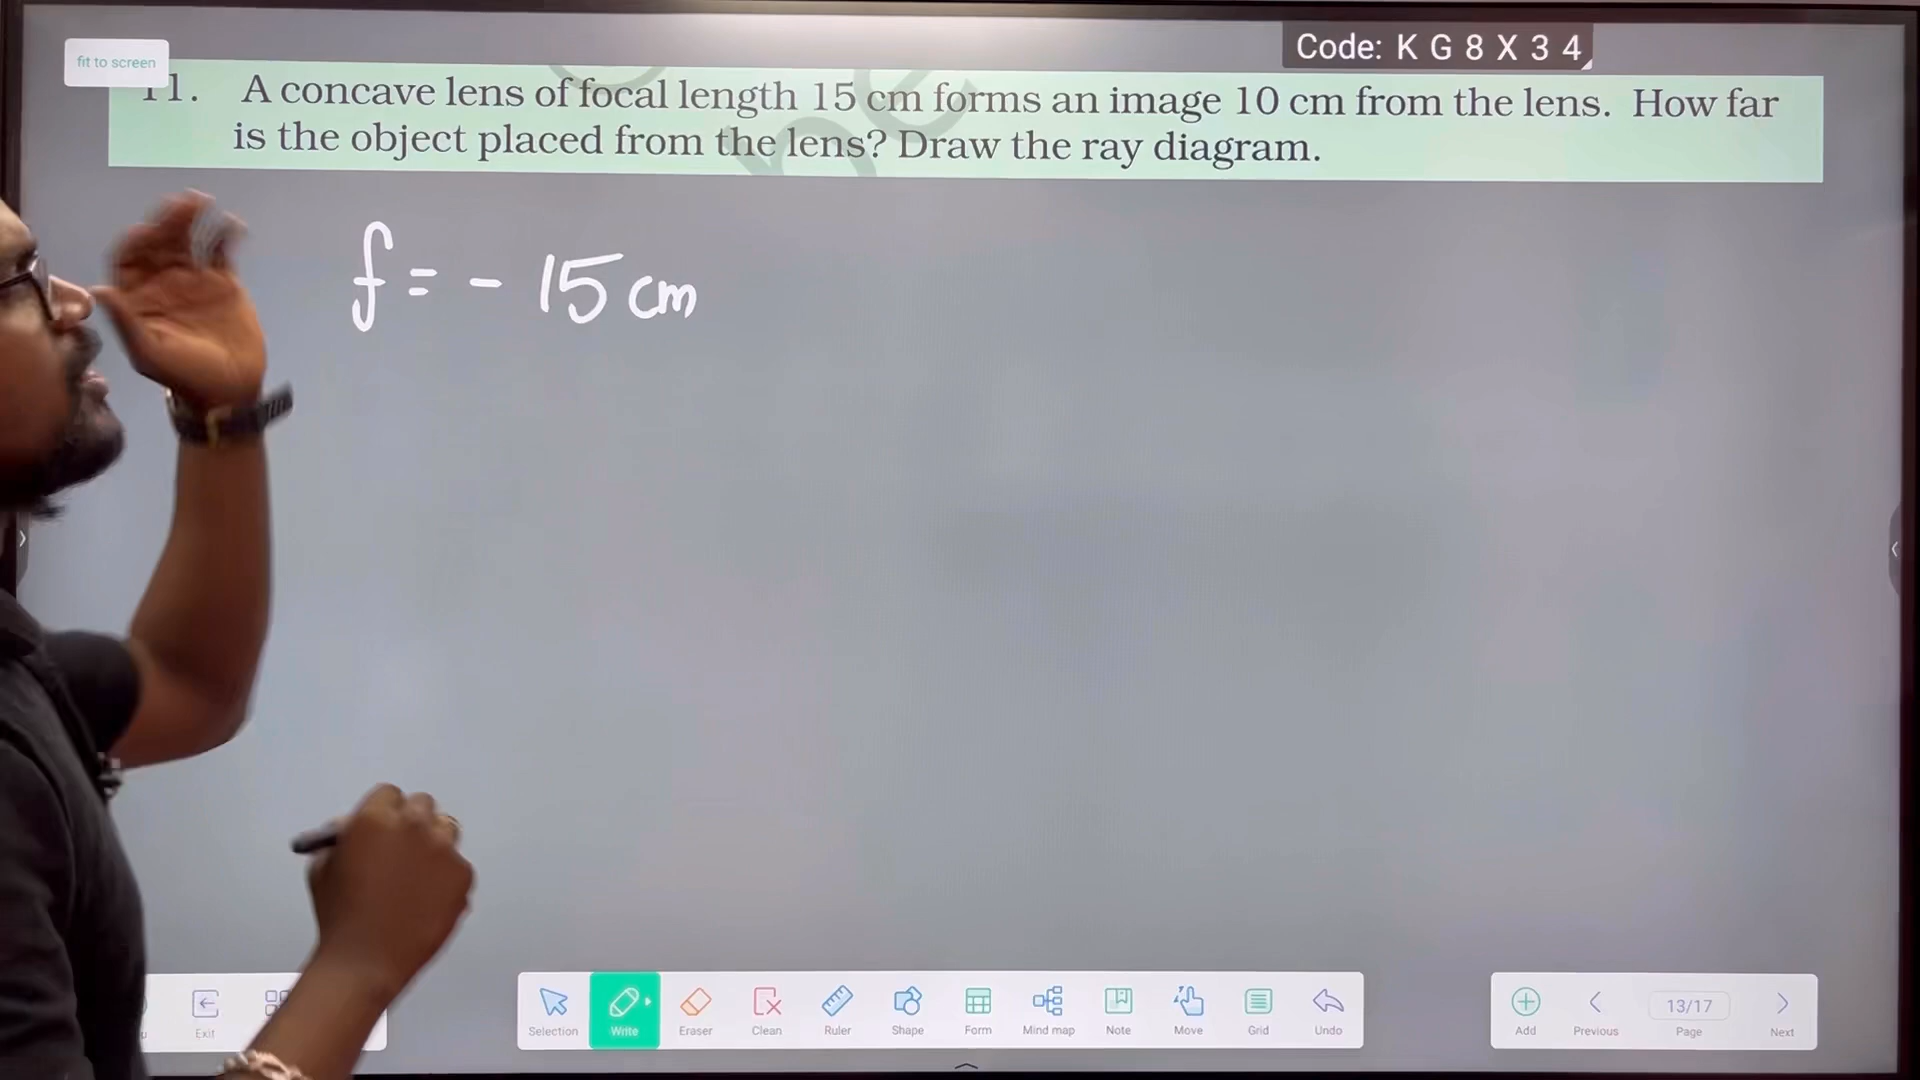 fit to screen
Code: K G 8 X 3 4
11. A concave lens of focal length 15 cm forms an image 10 cm from the lens. How far
is the object placed from the lens? Draw the ray diagram.
f = - 15 cm
Exit
Selection Write Eraser Clean Ruler Shape Form Mind map Note Move Grid Undo
13/17
Add Previous Page Next